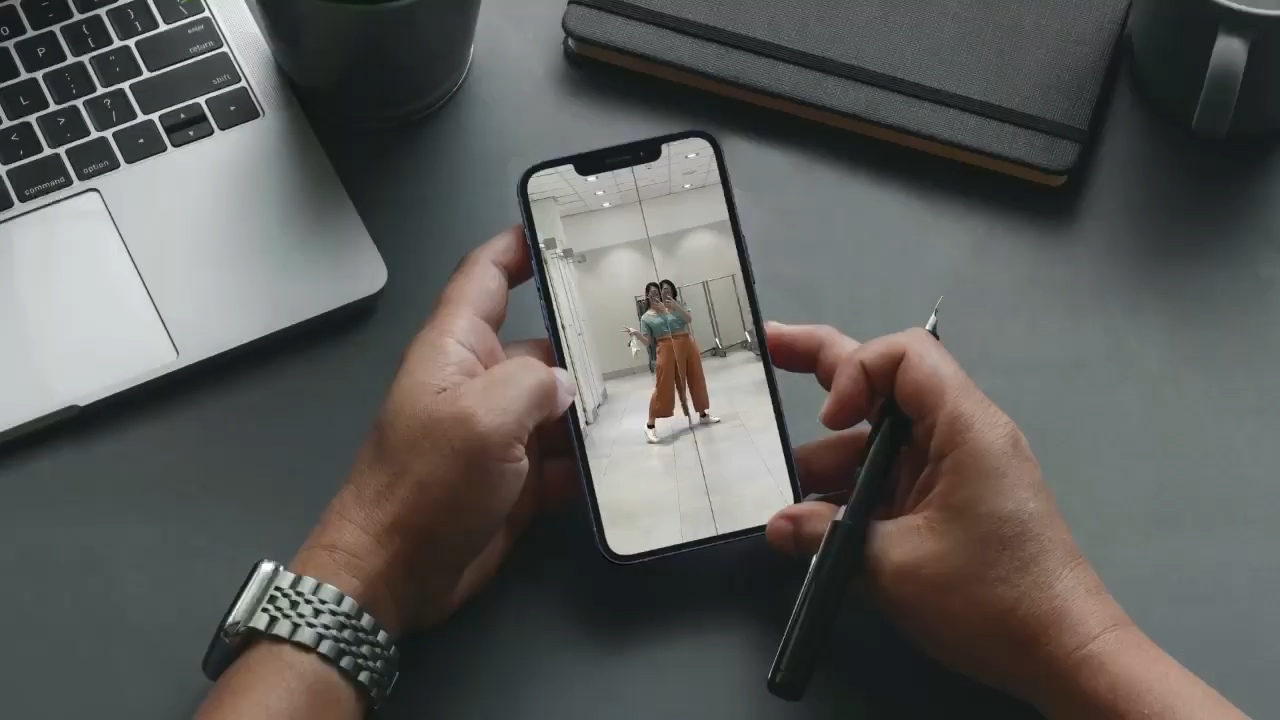 O
P
{ [
} ]
| \
enter
return
L
: ;
" '
shift
< ,
> .
? /
command
option